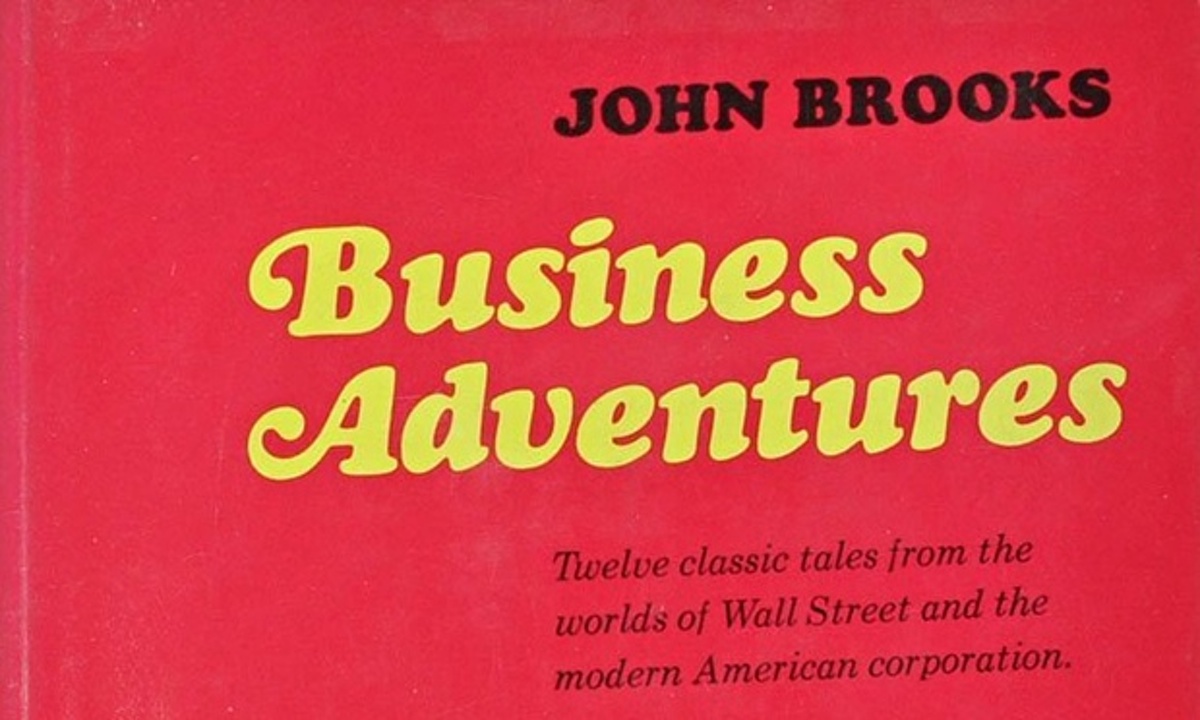 JOHN BROOKS
Business
Adventures
Twelve classic tales from the
worlds of Wall Street and the
modern American corporation.